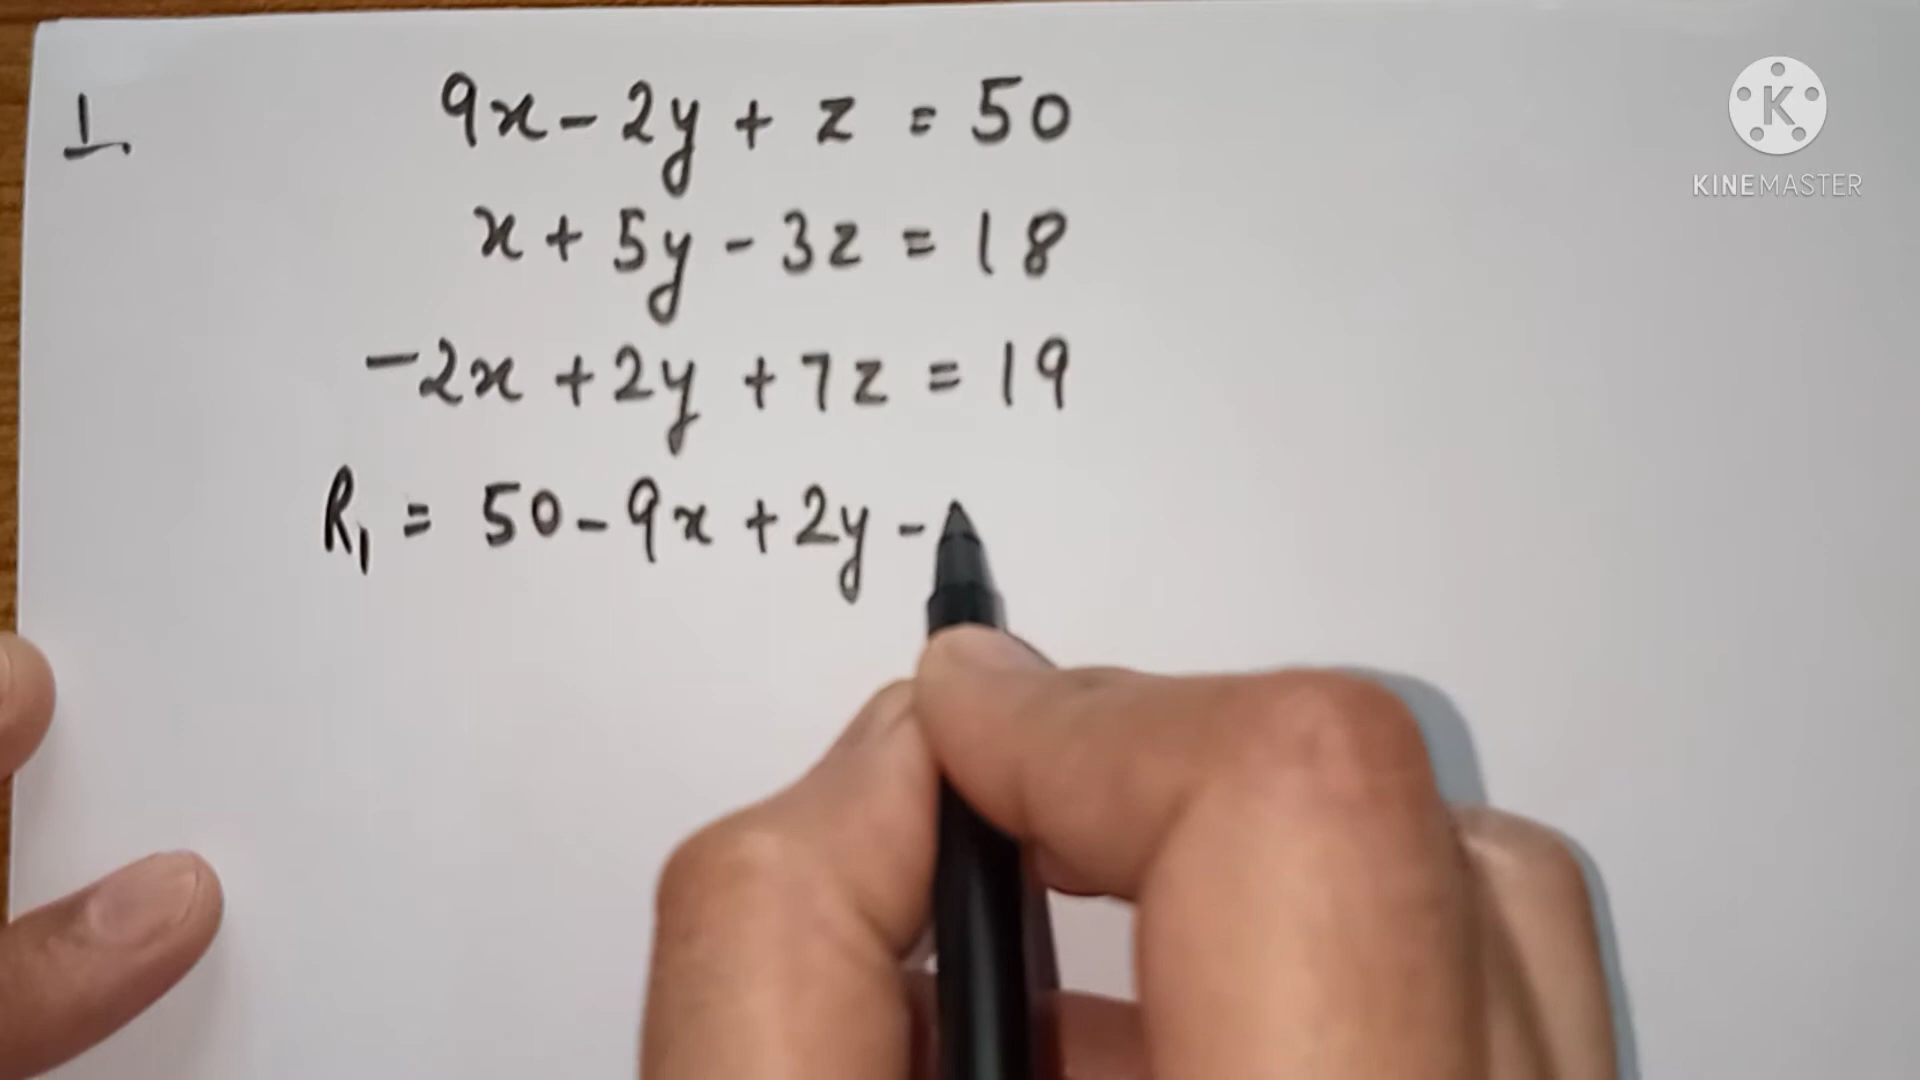 1.
9x - 2y + z = 50
x + 5y - 3z = 18
-2x + 2y + 7z = 19
R₁ = 50 - 9x + 2y -
K
KINEMASTER